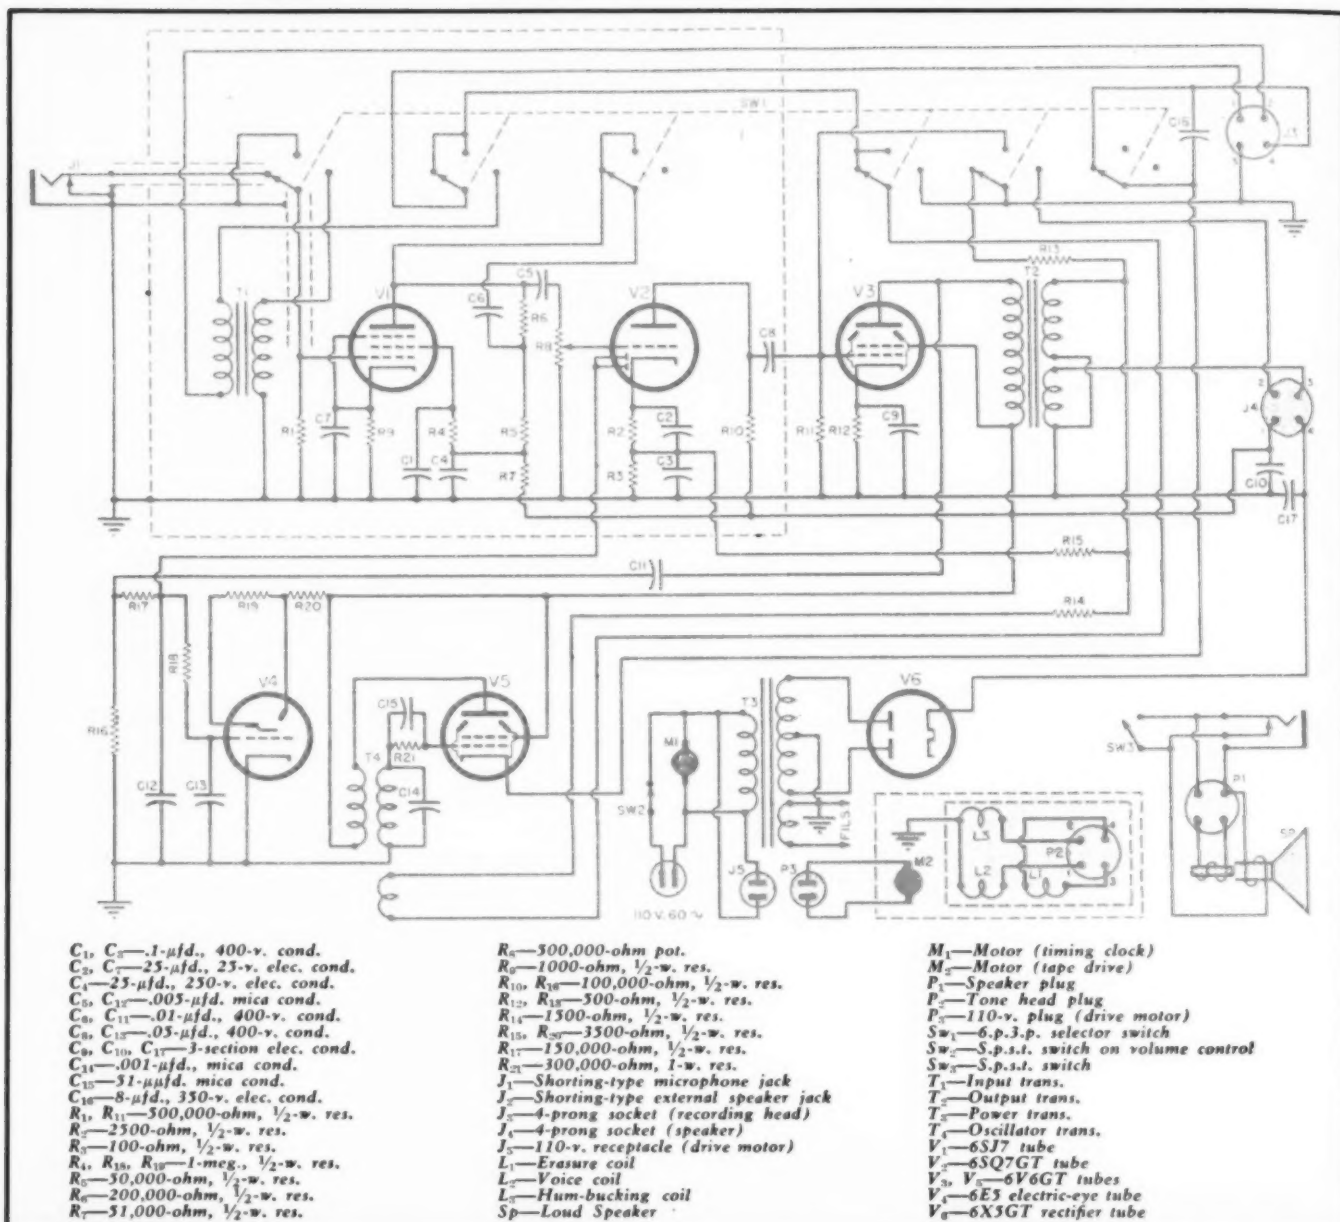 SW1
C16
J3
J1
R13
T1
V1
C6
C5
R6
R8
V2
C8
V3
T2
J4
C7
R1
R9
C1
R4
C4
R5
R7
R2
C2
R3
C3
R10
R11
R12
C9
C10
C17
R15
C11
R14
R17
R19
R20
R18
V4
V5
C15
R21
T4
C14
R16
C12
C13
M1
SW2
T3
V6
FILS
J5
P3
M2
L3
L2
L1
P2
SW3
P1
SP
110 V. 60 ~
C₁, C₃—.1-μfd., 400-v. cond.
C₂, C₇—25-μfd., 25-v. elec. cond.
C₄—25-μfd., 250-v. elec. cond.
C₅, C₁₂—.005-μfd. mica cond.
C₆, C₁₁—.01-μfd., 400-v. cond.
C₈, C₁₃—.05-μfd., 400-v. cond.
C₉, C₁₀, C₁₇—3-section elec. cond.
C₁₄—.001-μfd., mica cond.
C₁₅—51-μμfd. mica cond.
C₁₆—8-μfd., 350-v. elec. cond.
R₁, R₁₁—500,000-ohm, ½-w. res.
R₂—2500-ohm, ½-w. res.
R₃—100-ohm, ½-w. res.
R₄, R₁₈, R₁₉—1-meg., ½-w. res.
R₅—50,000-ohm, ½-w. res.
R₆—200,000-ohm, ½-w. res.
R₇—51,000-ohm, ½-w. res.
R₈—500,000-ohm pot.
R₉—1000-ohm, ½-w. res.
R₁₀, R₁₆—100,000-ohm, ½-w. res.
R₁₂, R₁₃—500-ohm, ½-w. res.
R₁₄—1500-ohm, ½-w. res.
R₁₅, R₂₀—3500-ohm, ½-w. res.
R₁₇—150,000-ohm, ½-w. res.
R₂₁—300,000-ohm, 1-w. res.
J₁—Shorting-type microphone jack
J₂—Shorting-type external speaker jack
J₃—4-prong socket (recording head)
J₄—4-prong socket (speaker)
J₅—110-v. receptacle (drive motor)
L₁—Erasure coil
L₂—Voice coil
L₃—Hum-bucking coil
Sp—Loud Speaker
M₁—Motor (timing clock)
M₂—Motor (tape drive)
P₁—Speaker plug
P₂—Tone head plug
P₃—110-v. plug (drive motor)
Sw₁—6.p.3.p. selector switch
Sw₂—S.p.s.t. switch on volume control
Sw₃—S.p.s.t. switch
T₁—Input trans.
T₂—Output trans.
T₃—Power trans.
T₄—Oscillator trans.
V₁—6SJ7 tube
V₂—6SQ7GT tube
V₃, V₅—6V6GT tubes
V₄—6E5 electric-eye tube
V₆—6X5GT rectifier tube